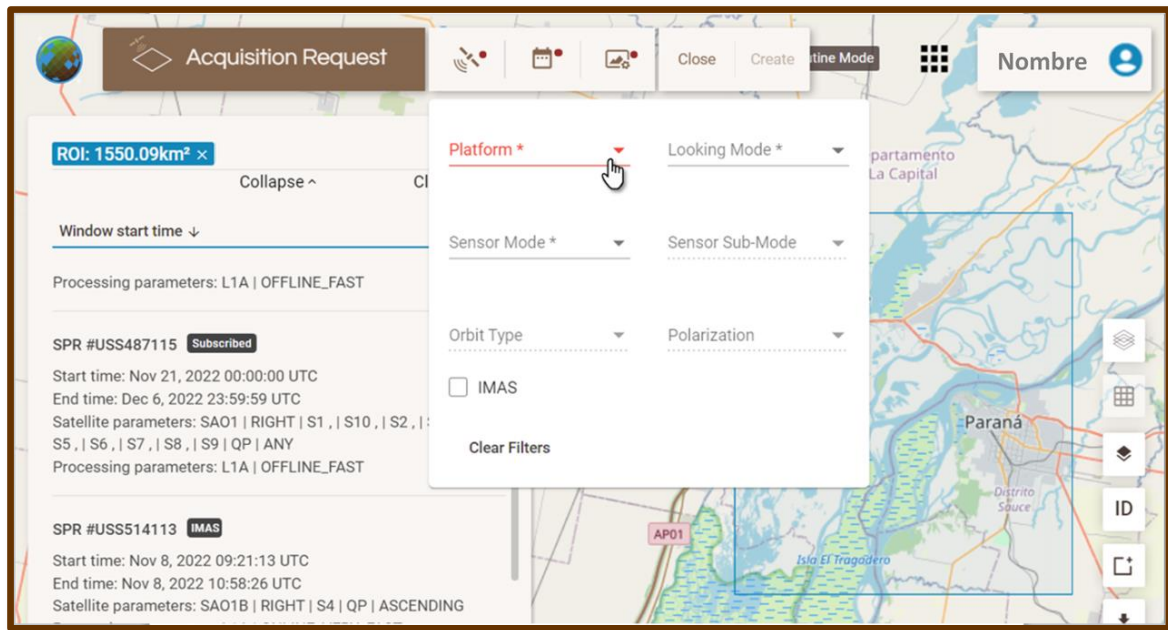 Acquisition Request
Close
Create
tine Mode
Nombre
ROI: 1550.09km² ×
Collapse
Cl
Window start time ↓
Processing parameters: L1A | OFFLINE_FAST
SPR #USS487115 Subscribed
Start time: Nov 21, 2022 00:00:00 UTC
End time: Dec 6, 2022 23:59:59 UTC
Satellite parameters: SAO1 | RIGHT | S1 , | S10 , | S2 , |
S5 , | S6 , | S7 , | S8 , | S9 | QP | ANY
Processing parameters: L1A | OFFLINE_FAST
SPR #USS514113 IMAS
Start time: Nov 8, 2022 09:21:13 UTC
End time: Nov 8, 2022 10:58:26 UTC
Satellite parameters: SAO1B | RIGHT | S4 | QP | ASCENDING
Platform *
Looking Mode *
Sensor Mode *
Sensor Sub-Mode
Orbit Type
Polarization
IMAS
Clear Filters
partamento
La Capital
Paraná
Distrito
Sauce
AP01
Isla El Tragadero
ID